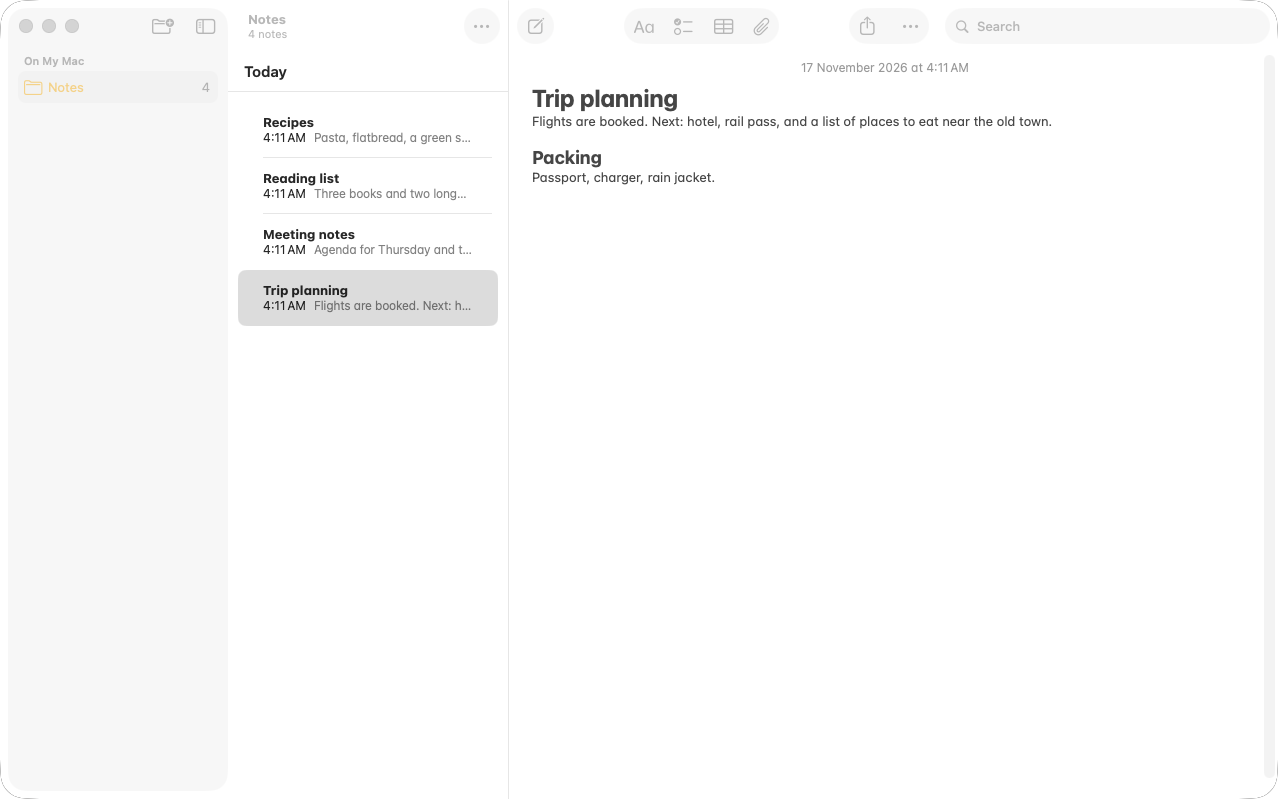 On My Mac
Notes 4
Notes
4 notes
Today
Recipes
4:11 AM Pasta, flatbread, a green s...
Reading list
4:11 AM Three books and two long...
Meeting notes
4:11 AM Agenda for Thursday and t...
Trip planning
4:11 AM Flights are booked. Next: h...
Aa
Search
17 November 2026 at 4:11 AM
Trip planning
Flights are booked. Next: hotel, rail pass, and a list of places to eat near the old town.
Packing
Passport, charger, rain jacket.